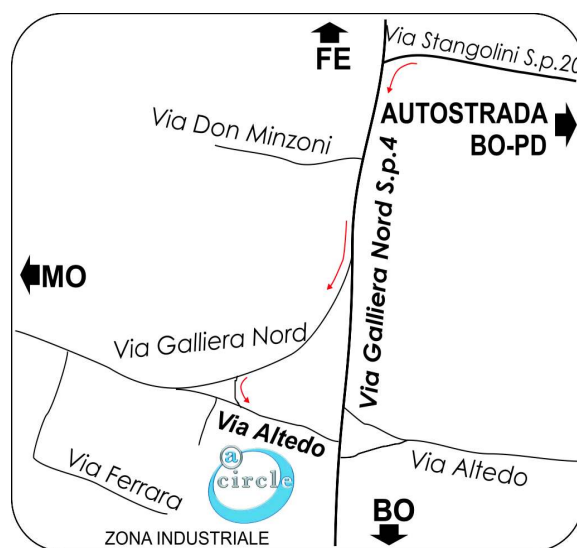 FE
Via Stangolini S.p.20
AUTOSTRADA
BO-PD
Via Don Minzoni
Via Galliera Nord S.p.4
MO
Via Galliera Nord
Via Altedo
Via Altedo
Via Ferrara
@
circle
BO
ZONA INDUSTRIALE